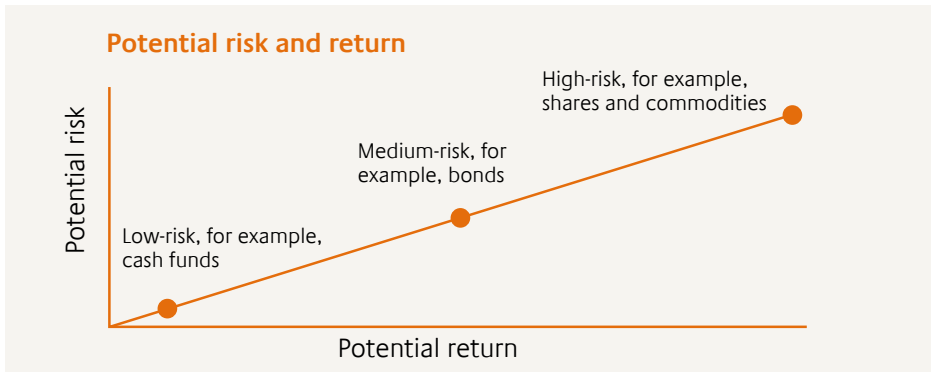 Potential risk and return
High-risk, for example,
shares and commodities
Medium-risk, for
example, bonds
Low-risk, for example,
cash funds
Potential risk
Potential return